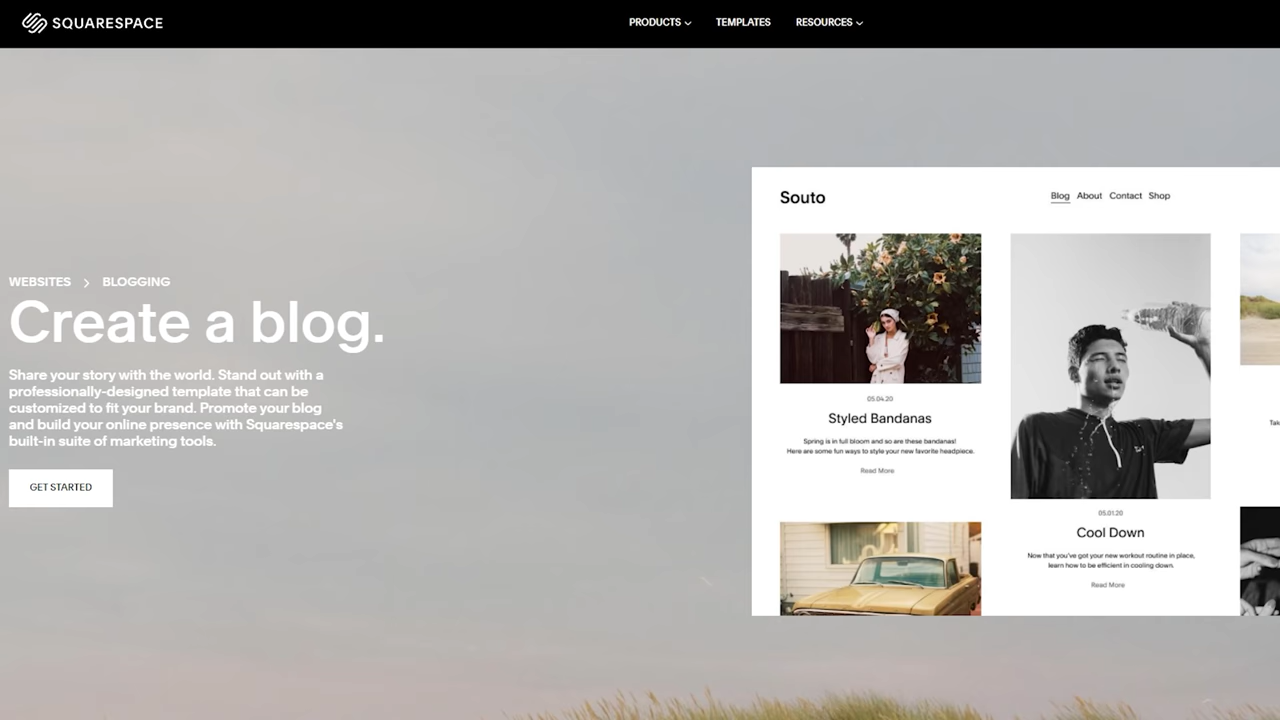 SQUARESPACE
PRODUCTS
TEMPLATES
RESOURCES
WEBSITES > BLOGGING
Create a blog.
Share your story with the world. Stand out with a
professionally-designed template that can be
customized to fit your brand. Promote your blog
and build your online presence with Squarespace's
built-in suite of marketing tools.
GET STARTED
Souto
Blog About Contact Shop
05.04.20
Styled Bandanas
Spring is in full bloom and so are these bandanas!
Here are some fun ways to style your new favorite headpiece.
Read More
05.01.20
Cool Down
Now that you've got your new workout routine in place,
learn how to be efficient in cooling down.
Read More